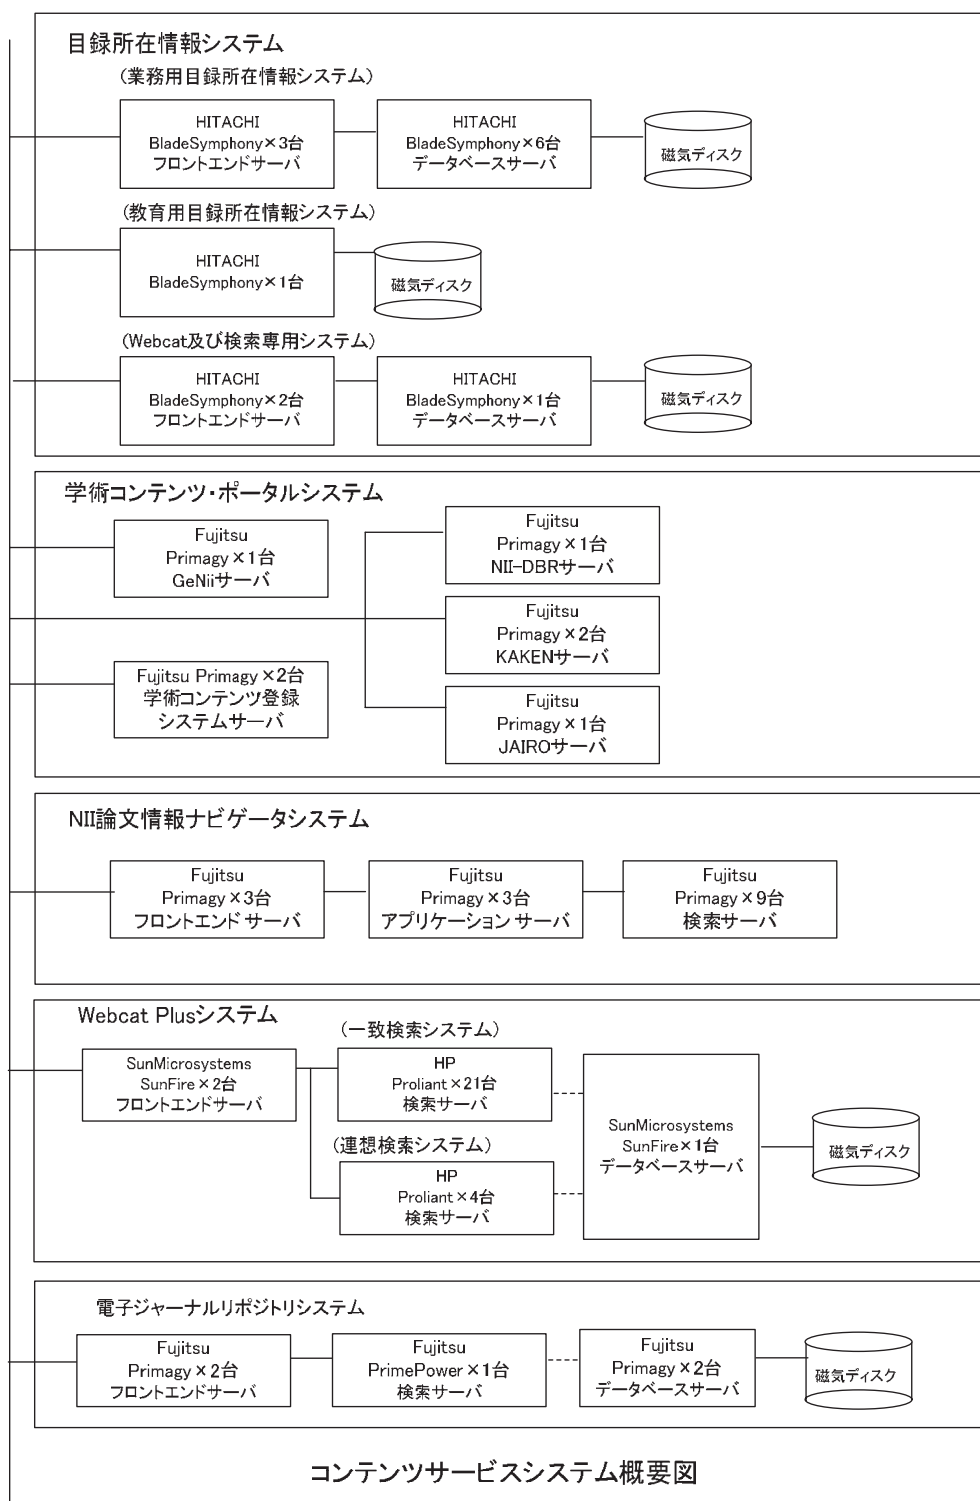 目録所在情報システム
(業務用目録所在情報システム)
HITACHI
BladeSymphony×3台
フロントエンドサーバ
HITACHI
BladeSymphony×6台
データベースサーバ
磁気ディスク
(教育用目録所在情報システム)
HITACHI
BladeSymphony×1台
磁気ディスク
(Webcat及び検索専用システム)
HITACHI
BladeSymphony×2台
フロントエンドサーバ
HITACHI
BladeSymphony×1台
データベースサーバ
磁気ディスク
学術コンテンツ・ポータルシステム
Fujitsu
Primagy×1台
GeNiiサーバ
Fujitsu
Primagy×1台
NII-DBRサーバ
Fujitsu
Primagy×2台
KAKENサーバ
Fujitsu Primagy×2台
学術コンテンツ登録
システムサーバ
Fujitsu
Primagy×1台
JAIROサーバ
NII論文情報ナビゲータシステム
Fujitsu
Primagy×3台
フロントエンド サーバ
Fujitsu
Primagy×3台
アプリケーション サーバ
Fujitsu
Primagy×9台
検索サーバ
Webcat Plusシステム
SunMicrosystems
SunFire×2台
フロントエンドサーバ
(一致検索システム)
HP
Proliant×21台
検索サーバ
(連想検索システム)
HP
Proliant×4台
検索サーバ
SunMicrosystems
SunFire×1台
データベースサーバ
磁気ディスク
電子ジャーナルリポジトリシステム
Fujitsu
Primagy×2台
フロントエンドサーバ
Fujitsu
PrimePower×1台
検索サーバ
Fujitsu
Primagy×2台
データベースサーバ
磁気ディスク
コンテンツサービスシステム概要図